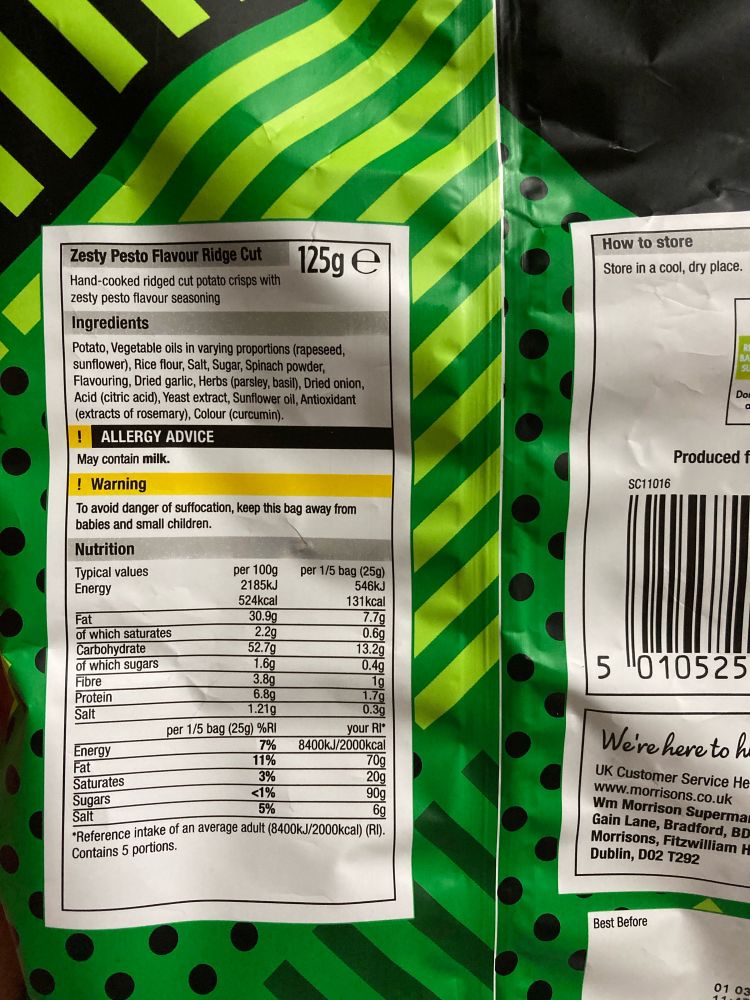 Zesty Pesto Flavour Ridge Cut
125g e
Hand-cooked ridged cut potato crisps with
zesty pesto flavour seasoning
Ingredients
Potato, Vegetable oils in varying proportions (rapeseed,
sunflower), Rice flour, Salt, Sugar, Spinach powder,
Flavouring, Dried garlic, Herbs (parsley, basil), Dried onion,
Acid (citric acid), Yeast extract, Sunflower oil, Antioxidant
(extracts of rosemary), Colour (curcumin).
! ALLERGY ADVICE
May contain milk.
! Warning
To avoid danger of suffocation, keep this bag away from
babies and small children.
Nutrition
Typical values per 100g per 1/5 bag (25g)
Energy 2185kJ 546kJ
524kcal 131kcal
Fat 30.9g 7.7g
of which saturates 2.2g 0.6g
Carbohydrate 52.7g 13.2g
of which sugars 1.6g 0.4g
Fibre 3.8g 1g
Protein 6.8g 1.7g
Salt 1.21g 0.3g
per 1/5 bag (25g) %RI your RI*
Energy 7% 8400kJ/2000kcal
Fat 11% 70g
Saturates 3% 20g
Sugars <1% 90g
Salt 5% 6g
*Reference intake of an average adult (8400kJ/2000kcal) (RI).
Contains 5 portions.
How to store
Store in a cool, dry place.
Produced f
SC11016
5 010525
We're here to h
UK Customer Service He
www.morrisons.co.uk
Wm Morrison Superma
Gain Lane, Bradford, BD
Morrisons, Fitzwilliam H
Dublin, D02 T292
Best Before
01 03